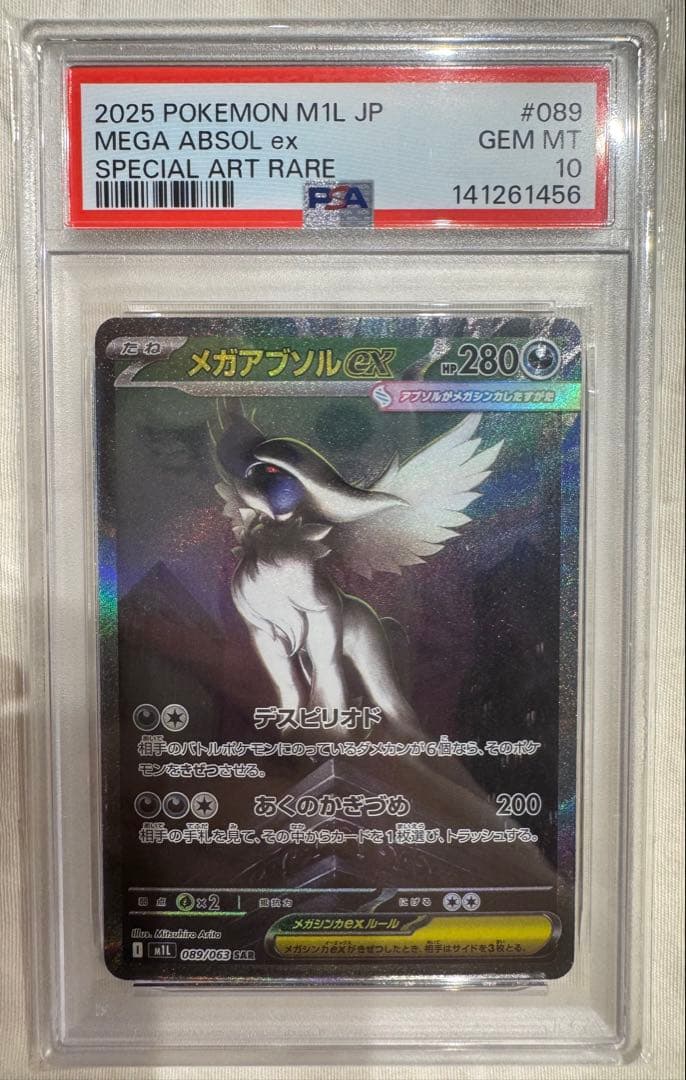 2025 POKEMON M1L JP #089
MEGA ABSOL ex GEM MT
SPECIAL ART RARE 10
PSA 141261456
たね メガアブソルex HP280
アブソルがメガシンカしたすがた
デスピリオド
相手のバトルポケモンにのっているダメカンが6個なら、そのポケ
モンをきぜつさせる。
あくのかぎづめ 200
相手の手札を見て、その中からカードを1枚選び、トラッシュする。
弱点 ×2 抵抗力 にげる
メガシンカexルール
メガシンカexがきぜつしたとき、相手はサイドを3枚とる。
Illus. Mitsuhiro Arita
I M1L 089/063 SAR